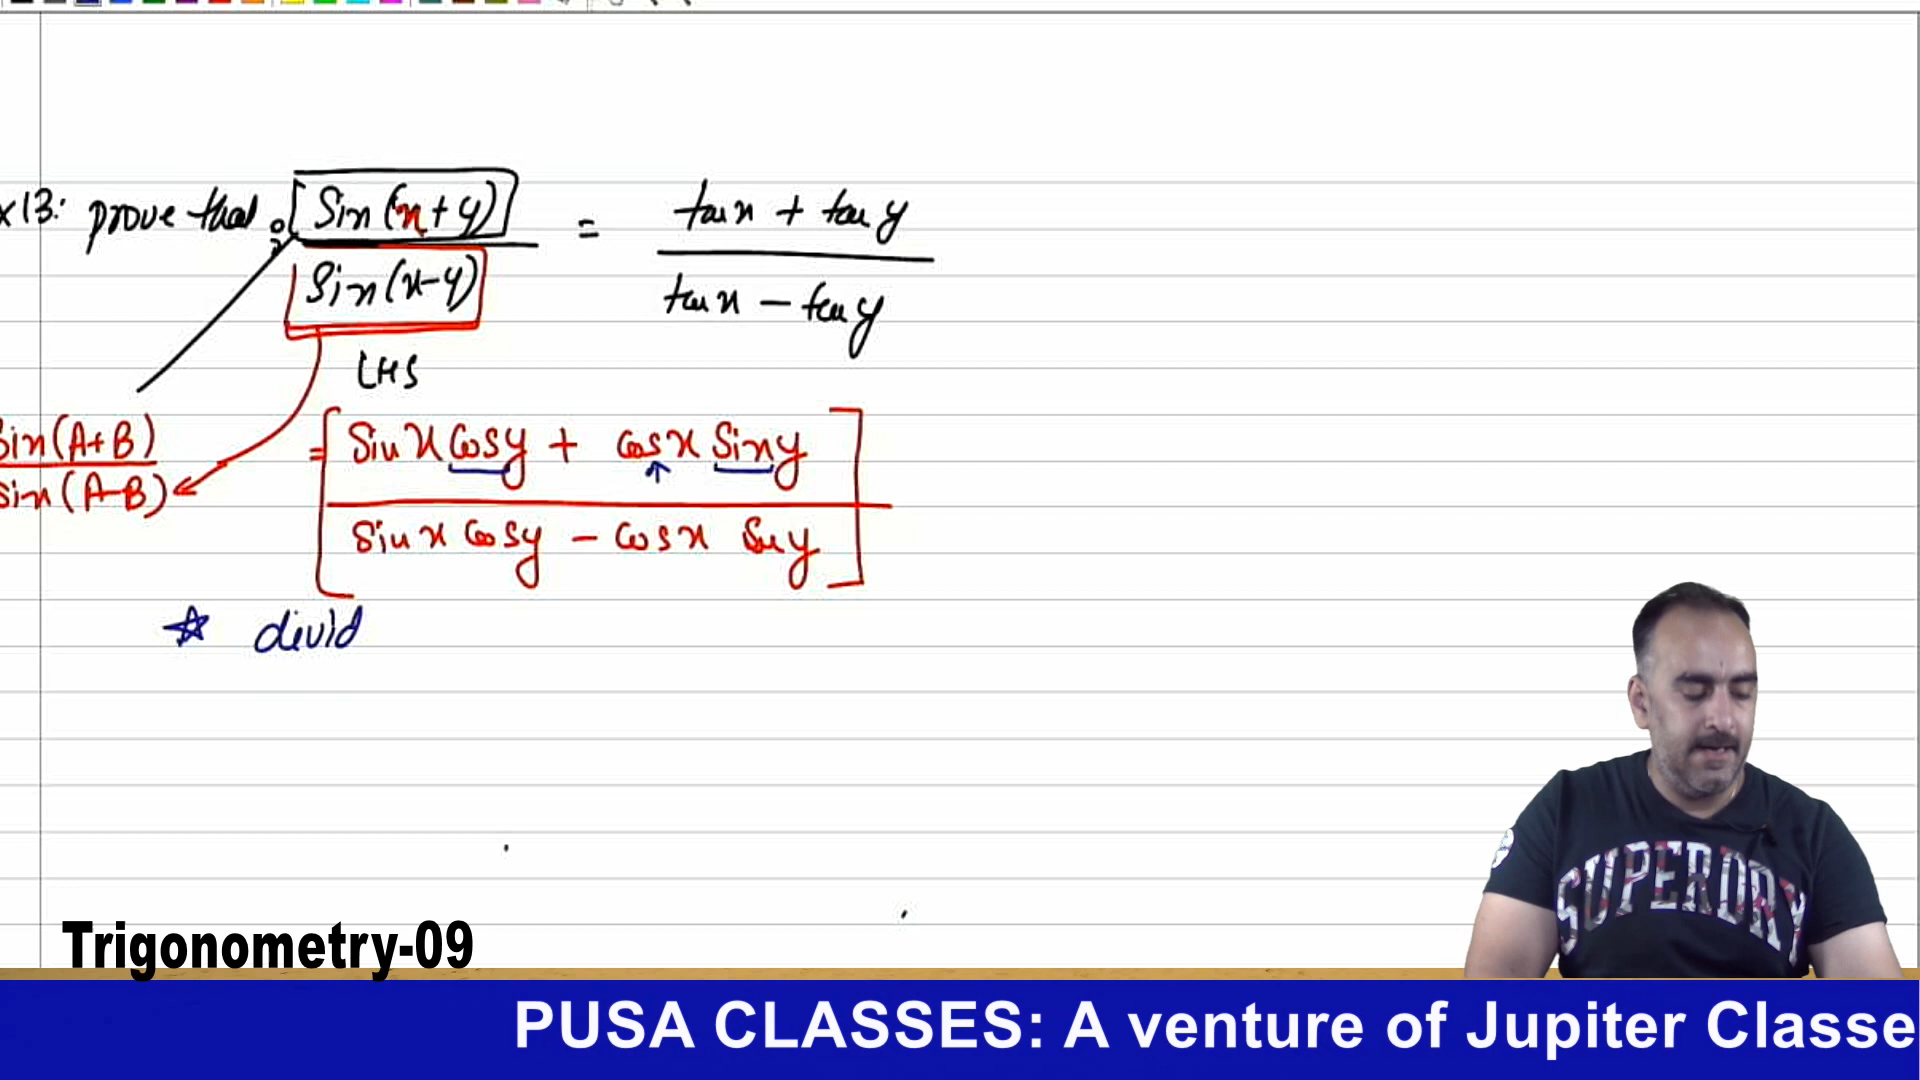 x13: prove that : Sin(x+y) / Sin(x-y) = tan x + tan y / tan x - tan y
LHS
Sin(A+B) / Sin(A-B)
= [ Sin x Cos y + cos x Sin y / Sin x Cos y - cos x Sin y ]
☆ divid
SUPERDRY
Trigonometry-09
PUSA CLASSES: A venture of Jupiter Classe